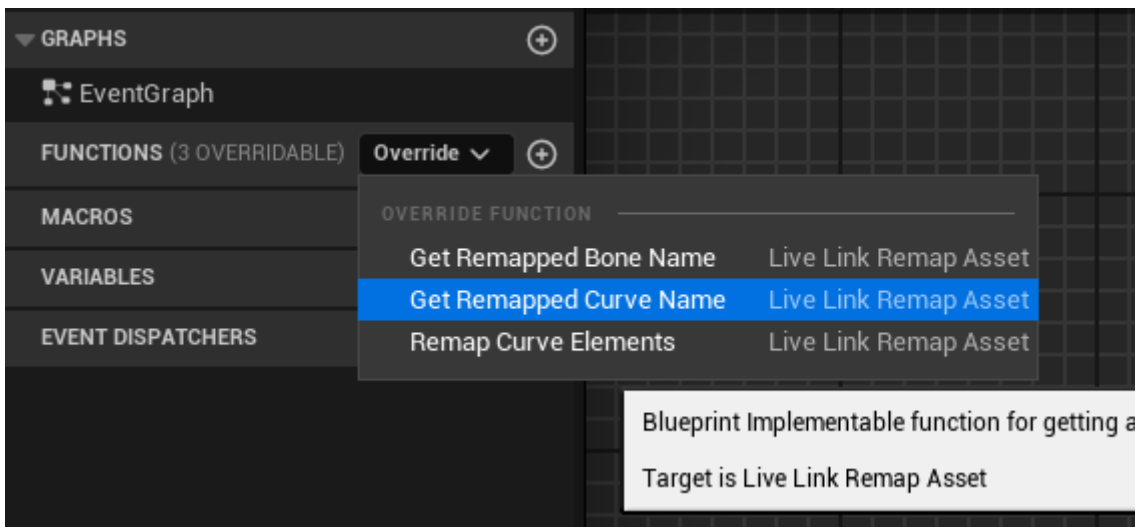 GRAPHS
EventGraph
FUNCTIONS (3 OVERRIDABLE) Override
MACROS
OVERRIDE FUNCTION
Get Remapped Bone Name Live Link Remap Asset
VARIABLES
Get Remapped Curve Name Live Link Remap Asset
EVENT DISPATCHERS
Remap Curve Elements Live Link Remap Asset
Blueprint Implementable function for getting a
Target is Live Link Remap Asset